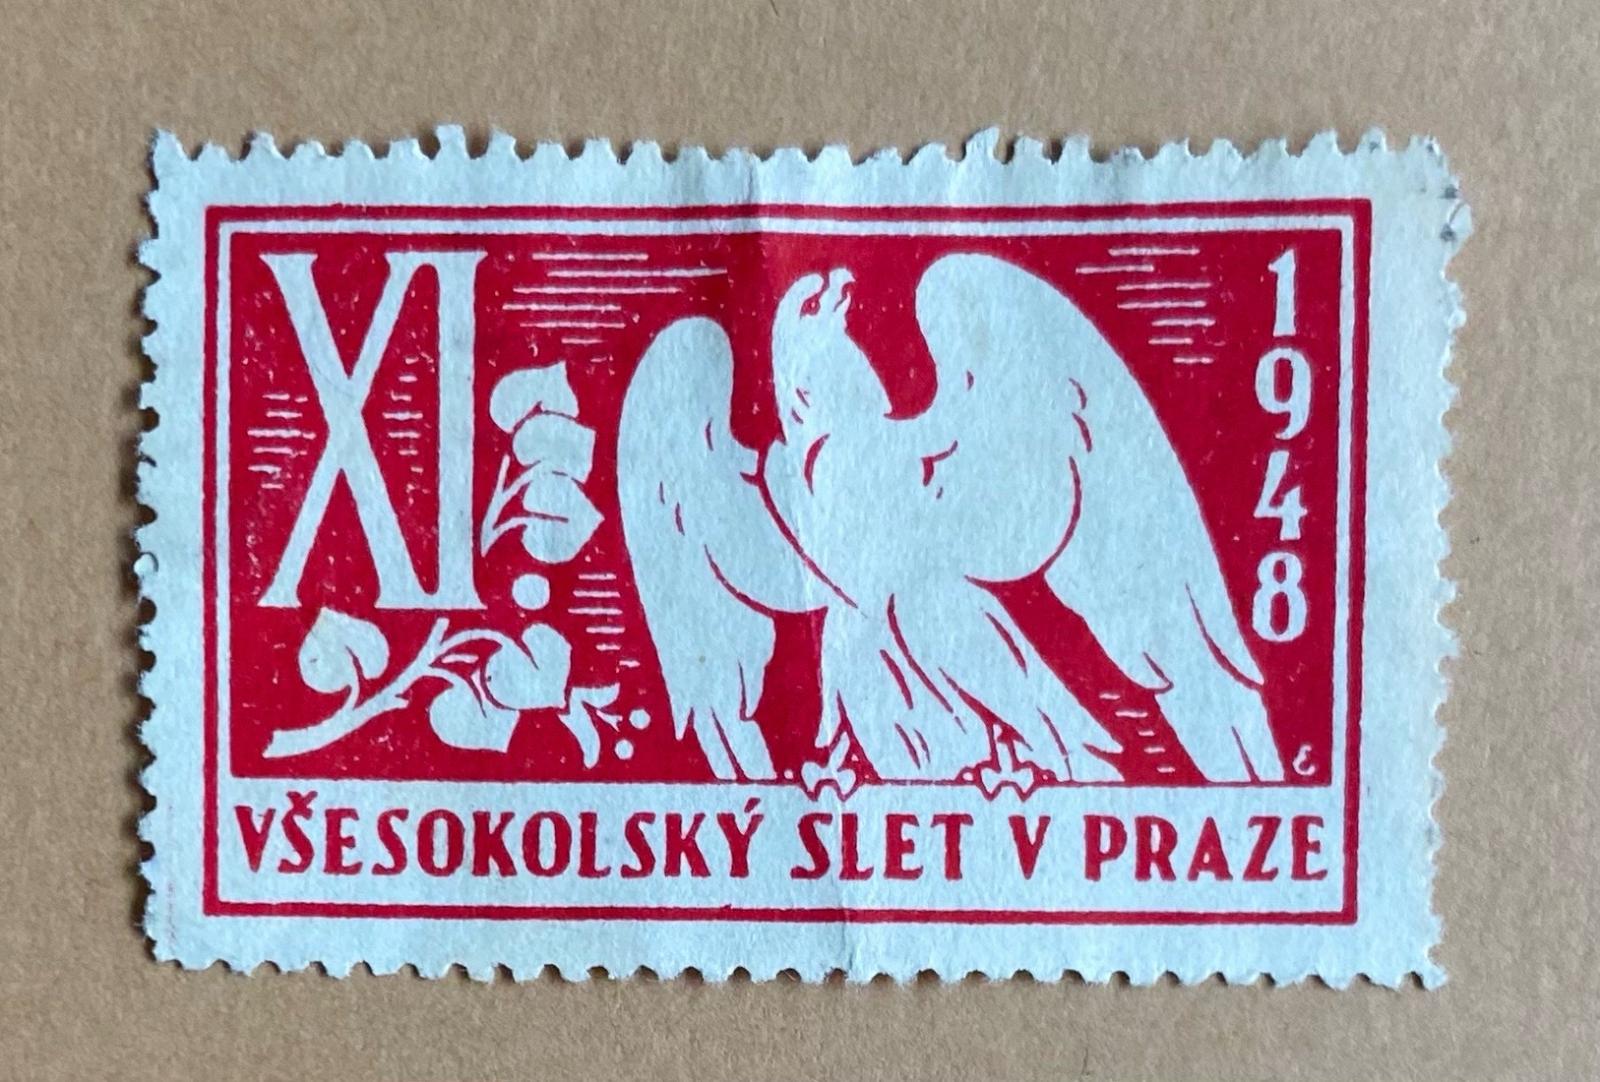 XI.
1948
ε
VŠESOKOLSKÝ SLET V PRAZE